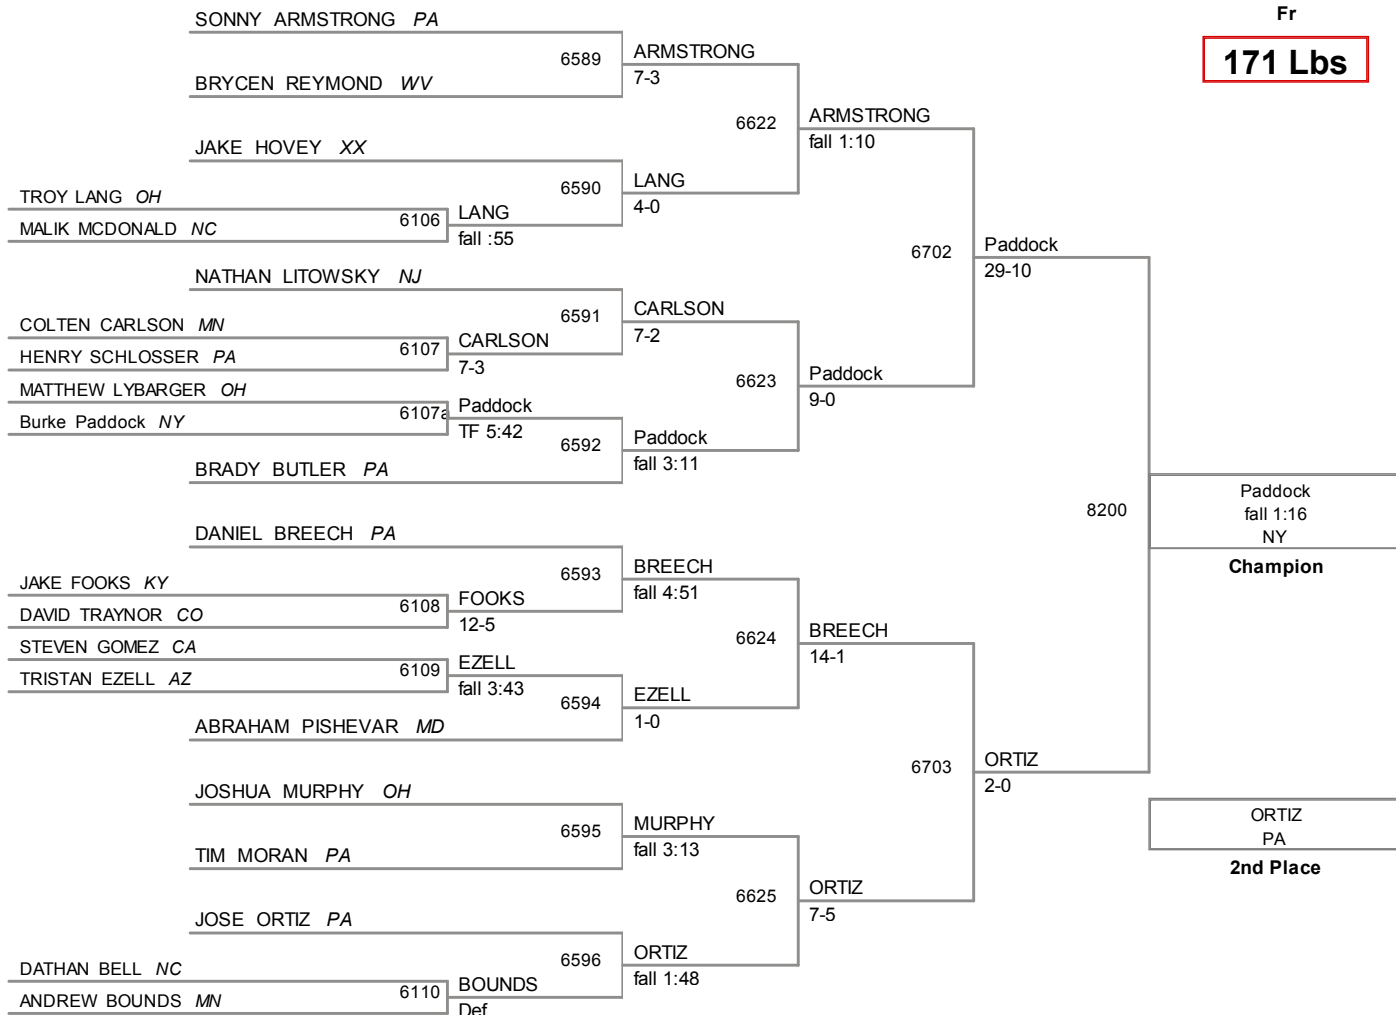 Fr
171 Lbs
SONNY ARMSTRONG PA
6589
BRYCEN REYMOND WV
ARMSTRONG
7-3
6622
JAKE HOVEY XX
TROY LANG OH
6106
MALIK MCDONALD NC
LANG
fall :55
6590
LANG
4-0
ARMSTRONG
fall 1:10
6702
NATHAN LITOWSKY NJ
COLTEN CARLSON MN
6107
HENRY SCHLOSSER PA
CARLSON
7-3
6591
CARLSON
7-2
6623
MATTHEW LYBARGER OH
6107a
Burke Paddock NY
Paddock
TF 5:42
6592
BRADY BUTLER PA
Paddock
fall 3:11
Paddock
9-0
Paddock
29-10
8200
DANIEL BREECH PA
JAKE FOOKS KY
6108
DAVID TRAYNOR CO
FOOKS
12-5
6593
BREECH
fall 4:51
6624
STEVEN GOMEZ CA
6109
TRISTAN EZELL AZ
EZELL
fall 3:43
6594
ABRAHAM PISHEVAR MD
EZELL
1-0
BREECH
14-1
6703
JOSHUA MURPHY OH
6595
TIM MORAN PA
MURPHY
fall 3:13
6625
JOSE ORTIZ PA
DATHAN BELL NC
6110
ANDREW BOUNDS MN
BOUNDS
Def
6596
ORTIZ
fall 1:48
ORTIZ
7-5
ORTIZ
2-0
Paddock
fall 1:16
NY
Champion
ORTIZ
PA
2nd Place